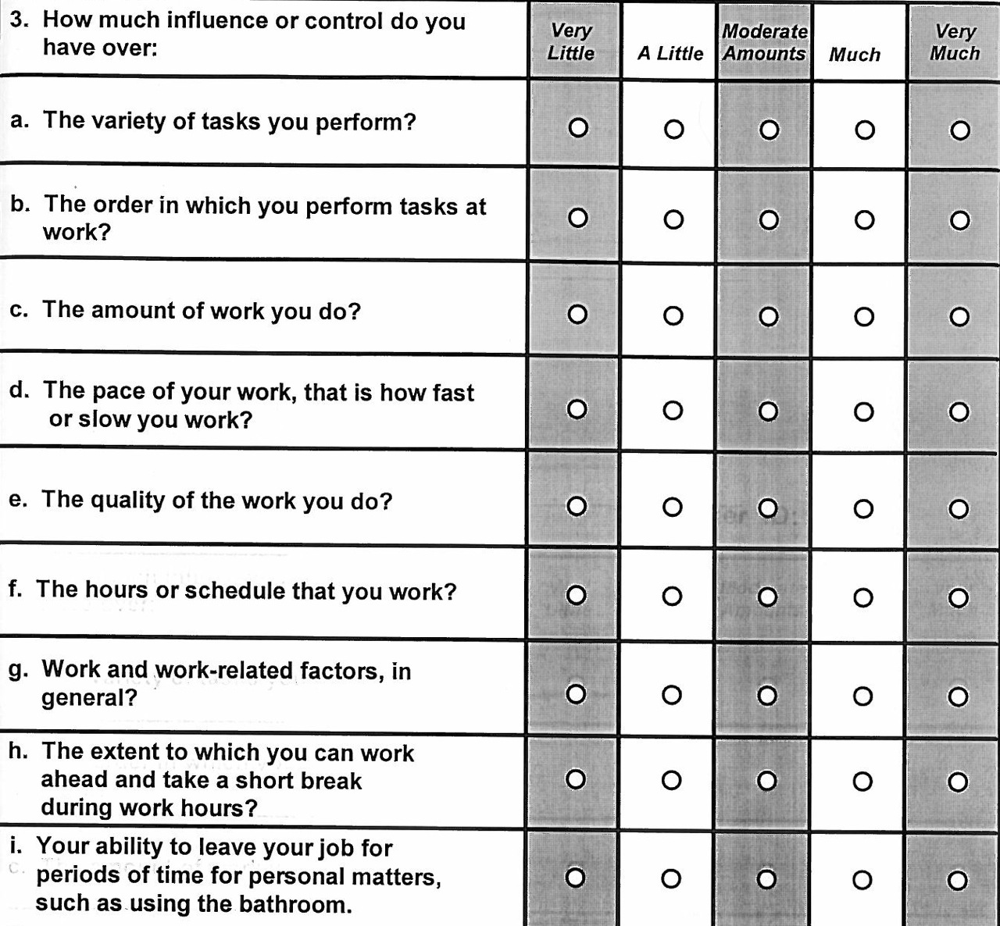 3. How much influence or control do you
have over:
Very
Little
A Little
Moderate
Amounts
Much
Very
Much
a. The variety of tasks you perform?
b. The order in which you perform tasks at
work?
c. The amount of work you do?
d. The pace of your work, that is how fast
or slow you work?
e. The quality of the work you do?
f. The hours or schedule that you work?
g. Work and work-related factors, in
general?
h. The extent to which you can work
ahead and take a short break
during work hours?
i. Your ability to leave your job for
periods of time for personal matters,
such as using the bathroom.